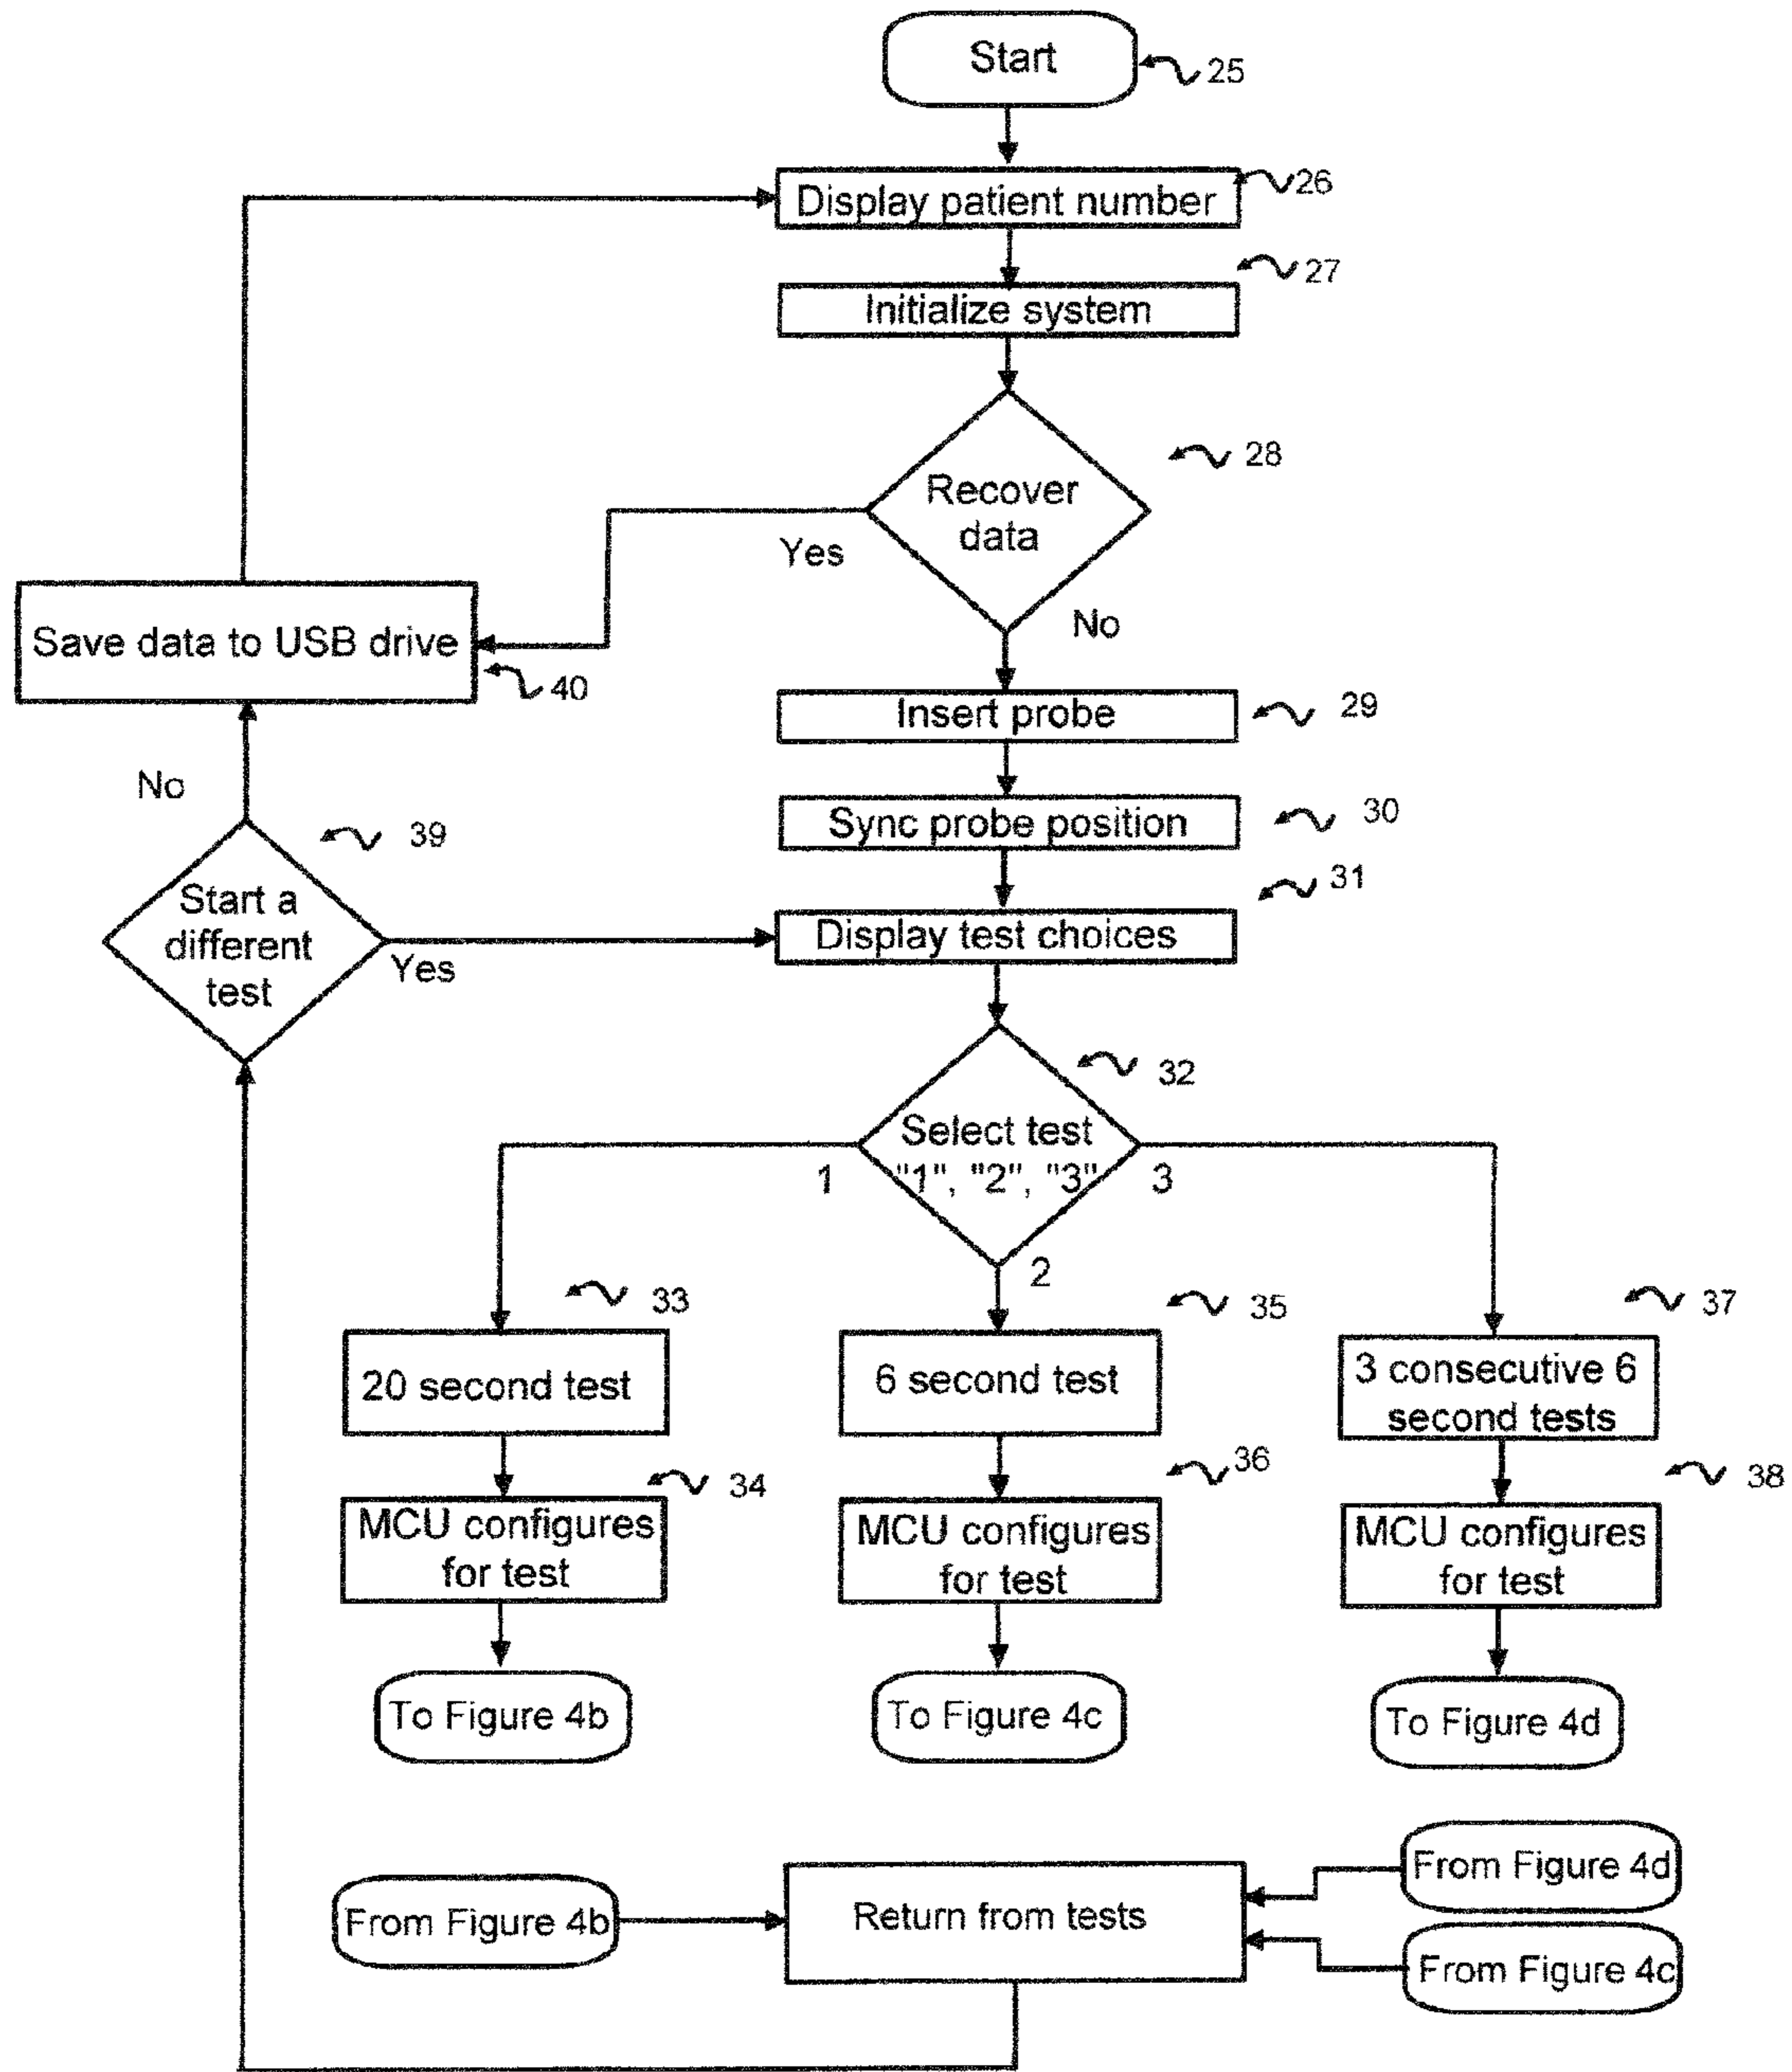 Start
25
Display patient number
26
Initialize system
27
Recover
data
28
Yes
No
Save data to USB drive
40
Insert probe
29
Sync probe position
30
No
39
Start a
different
test
Yes
Display test choices
31
Select test
"1", "2", "3"
32
1
2
3
20 second test
33
6 second test
35
3 consecutive 6
second tests
37
MCU configures
for test
34
MCU configures
for test
36
MCU configures
for test
38
To Figure 4b
To Figure 4c
To Figure 4d
From Figure 4b
Return from tests
From Figure 4d
From Figure 4c